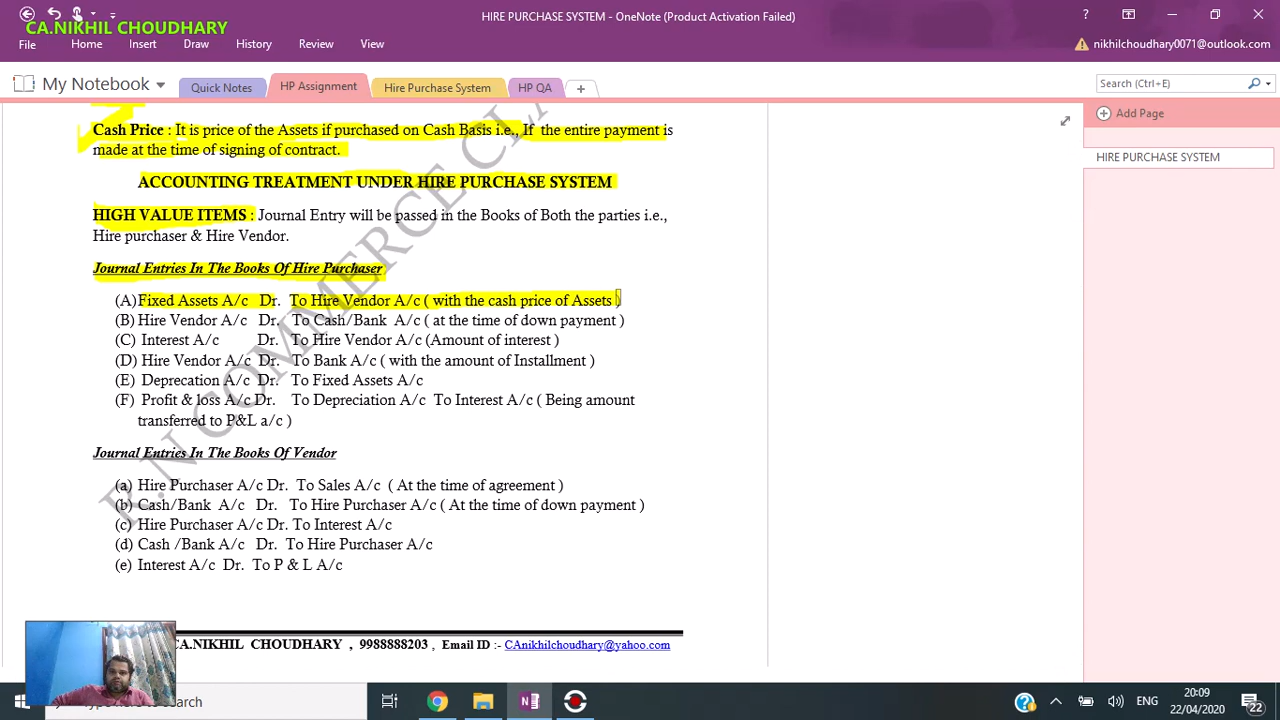 HIRE PURCHASE SYSTEM - OneNote (Product Activation Failed)
CA.NIKHIL CHOUDHARY
File Home Insert Draw History Review View
nikhilchoudhary0071@outlook.com
My Notebook Quick Notes HP Assignment Hire Purchase System HP QA
Search (Ctrl+E)
Add Page
HIRE PURCHASE SYSTEM
Cash Price : It is price of the Assets if purchased on Cash Basis i.e., If the entire payment is
made at the time of signing of contract.
ACCOUNTING TREATMENT UNDER HIRE PURCHASE SYSTEM
HIGH VALUE ITEMS : Journal Entry will be passed in the Books of Both the parties i.e.,
Hire purchaser & Hire Vendor.
Journal Entries In The Books Of Hire Purchaser
(A) Fixed Assets A/c Dr. To Hire Vendor A/c ( with the cash price of Assets )
(B) Hire Vendor A/c Dr. To Cash/Bank A/c ( at the time of down payment )
(C) Interest A/c Dr. To Hire Vendor A/c (Amount of interest )
(D) Hire Vendor A/c Dr. To Bank A/c ( with the amount of Installment )
(E) Deprecation A/c Dr. To Fixed Assets A/c
(F) Profit & loss A/c Dr. To Depreciation A/c To Interest A/c ( Being amount
transferred to P&L a/c )
Journal Entries In The Books Of Vendor
(a) Hire Purchaser A/c Dr. To Sales A/c ( At the time of agreement )
(b) Cash/Bank A/c Dr. To Hire Purchaser A/c ( At the time of down payment )
(c) Hire Purchaser A/c Dr. To Interest A/c
(d) Cash /Bank A/c Dr. To Hire Purchaser A/c
(e) Interest A/c Dr. To P & L A/c
R.N COMMERCE
CA.NIKHIL CHOUDHARY , 9988888203 , Email ID :- CAnikhilchoudhary@yahoo.com
search
ENG
20:09
22/04/2020
22